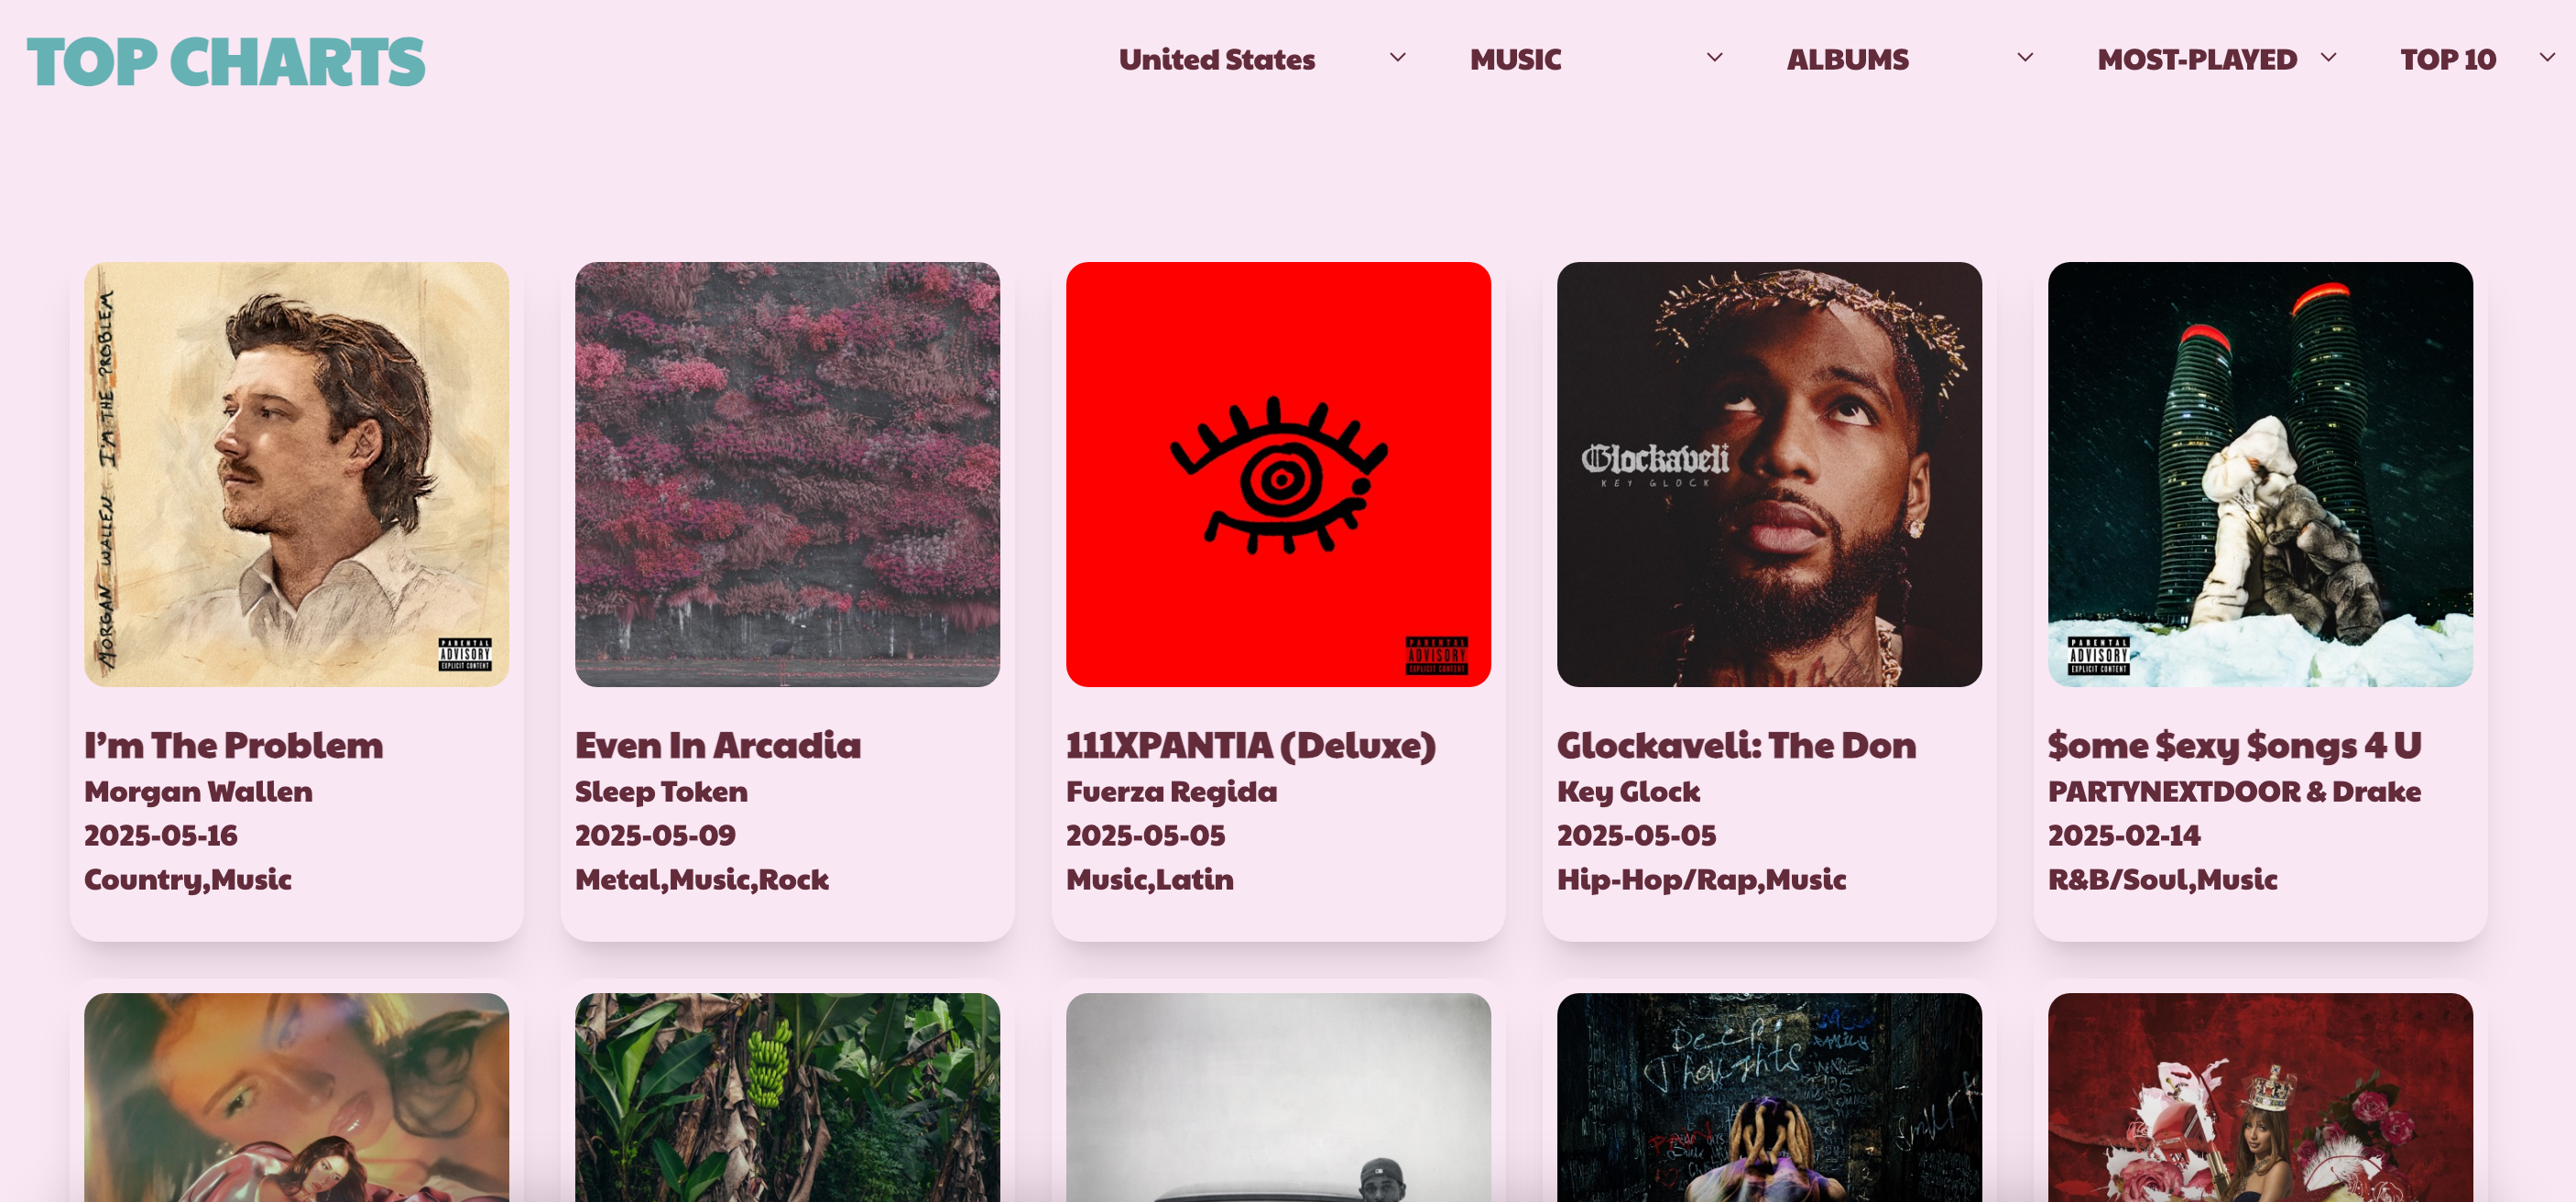 TOP CHARTS
United States
MUSIC
ALBUMS
MOST-PLAYED
TOP 10
MORGAN WALLEN I'M THE PROBLEM
PARENTAL
ADVISORY
EXPLICIT CONTENT
PARENTAL
ADVISORY
EXPLICIT CONTENT
Glockaveli
KEY GLOCK
PARENTAL
ADVISORY
EXPLICIT CONTENT
I'm The Problem
Morgan Wallen
2025-05-16
Country,Music
Even In Arcadia
Sleep Token
2025-05-09
Metal,Music,Rock
111XPANTIA (Deluxe)
Fuerza Regida
2025-05-05
Music,Latin
Glockaveli: The Don
Key Glock
2025-05-05
Hip-Hop/Rap,Music
$ome $exy $ongs 4 U
PARTYNEXTDOOR & Drake
2025-02-14
R&B/Soul,Music
Deep
Thoughts
FAMILY